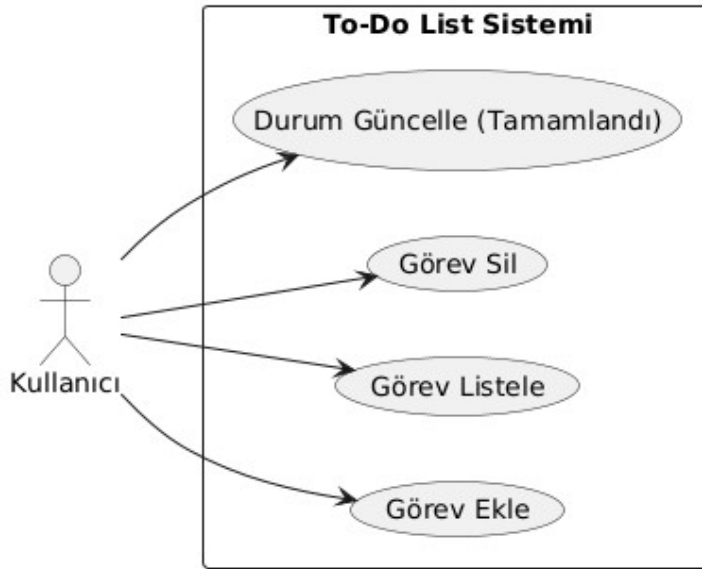 To-Do List Sistemi
Durum Güncelle (Tamamlandı)
Görev Sil
Kullanıcı
Görev Listele
Görev Ekle